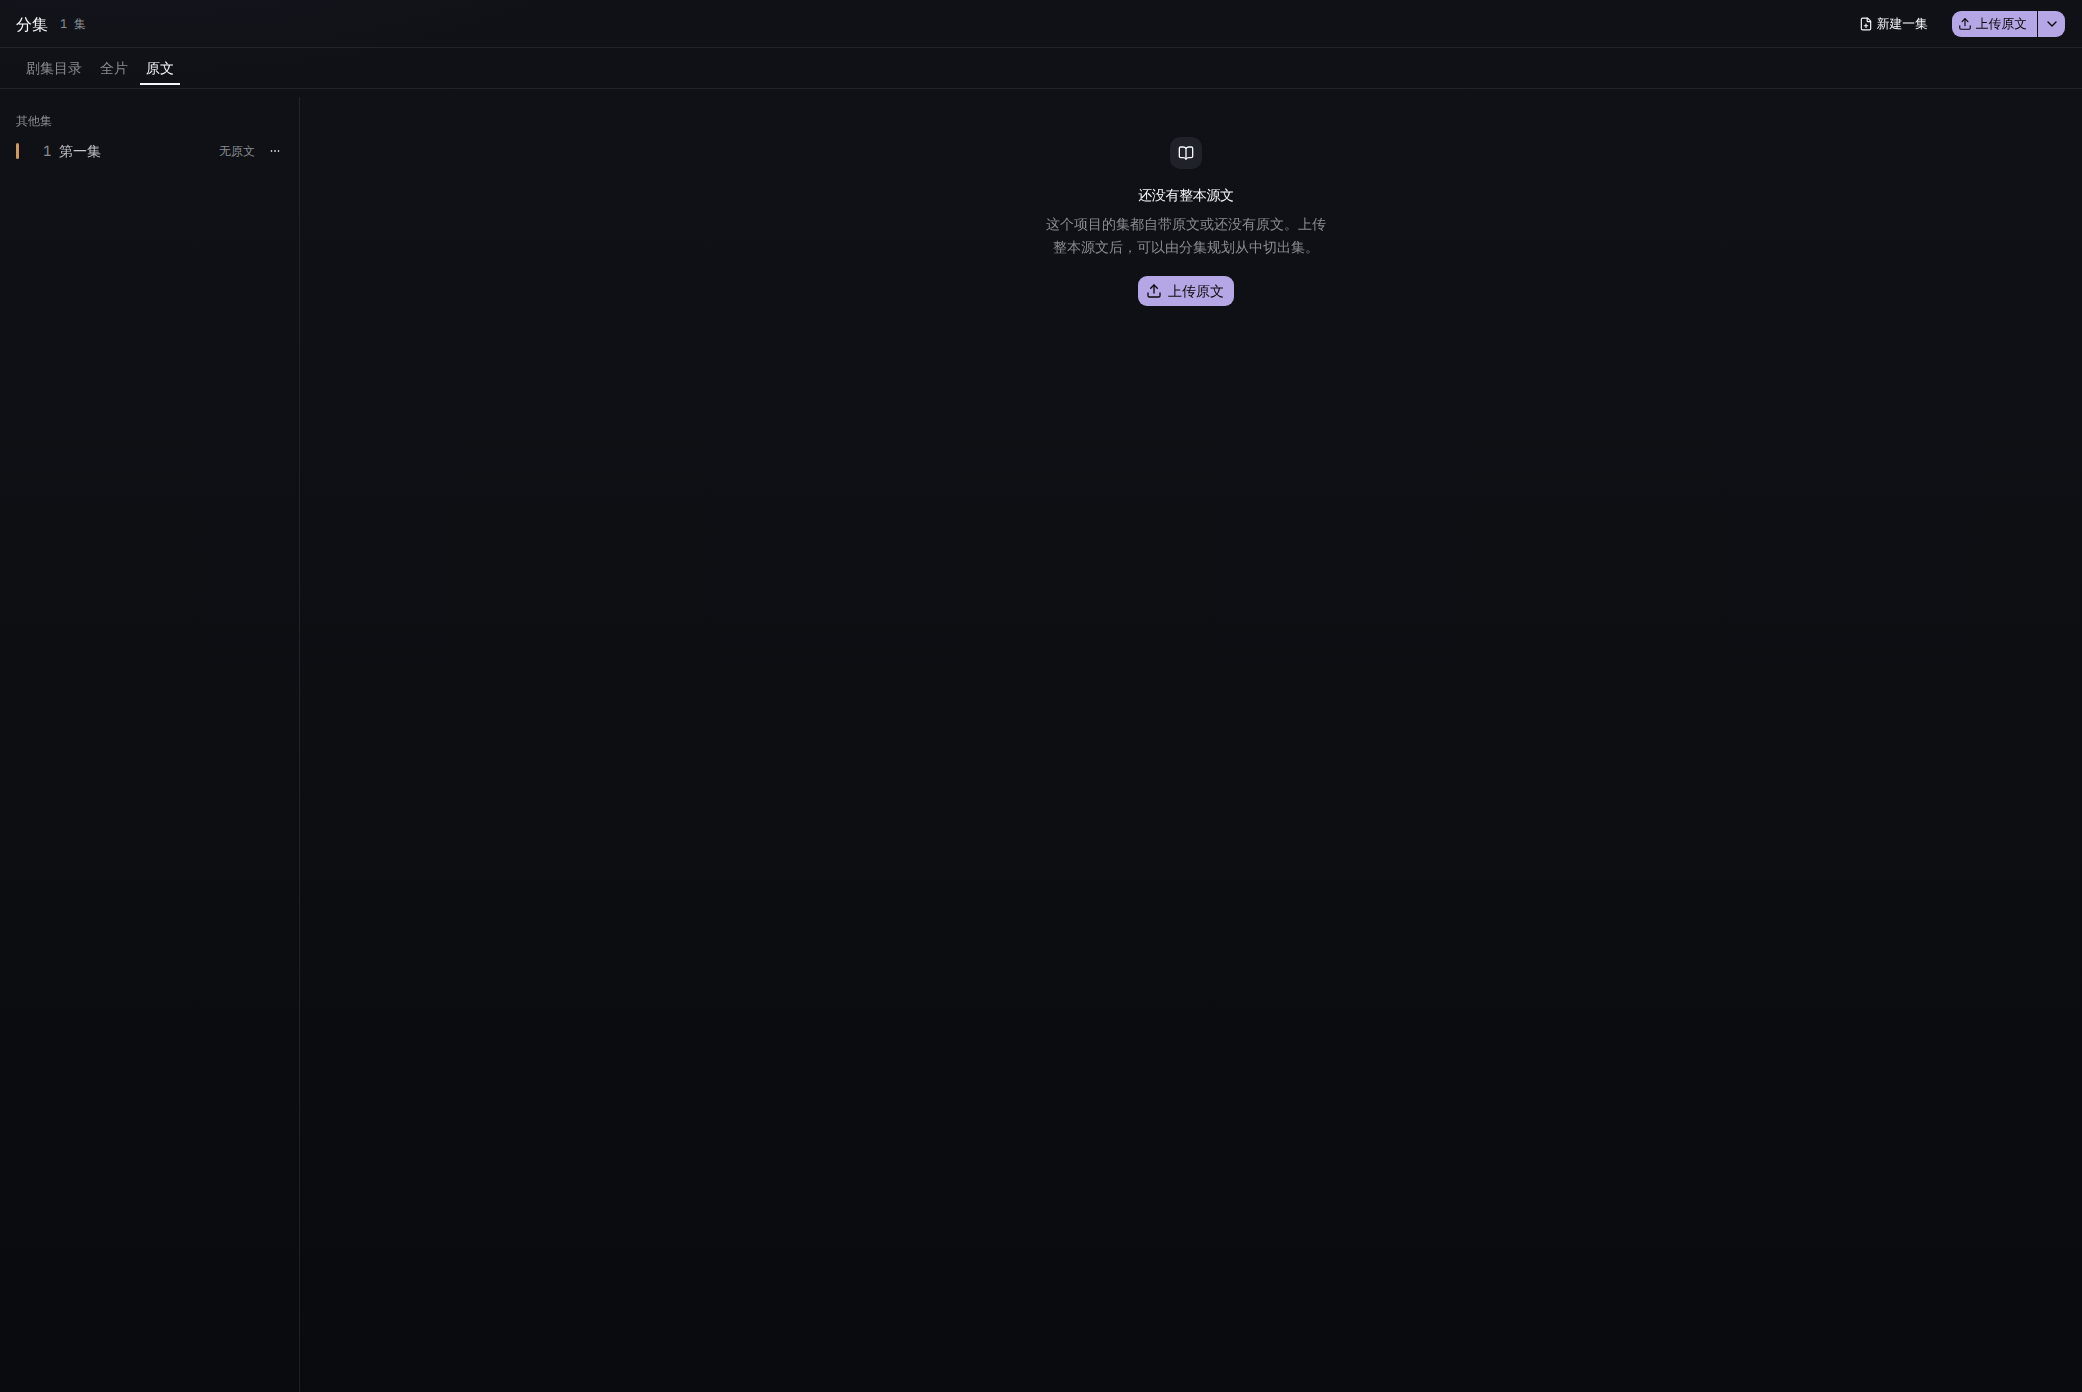 分集 1 集
新建一集
上传原文
剧集目录 全片 原文
其他集
1 第一集 无原文 ···
还没有整本源文
这个项目的集都自带原文或还没有原文。上传
整本源文后，可以由分集规划从中切出集。
上传原文